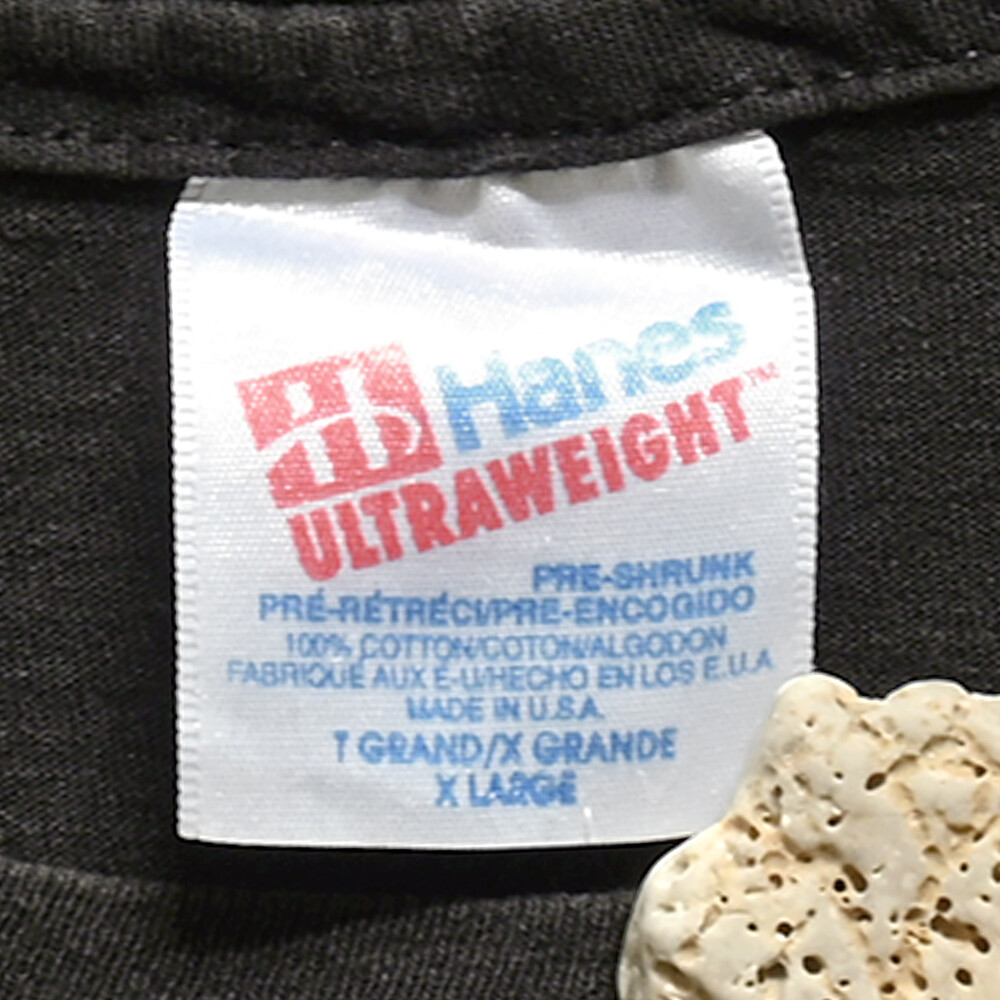 Hanes
ULTRAWEIGHT™
PRE-SHRUNK
PRÉ-RÉTRÉCI/PRE-ENCOGIDO
100% COTTON/COTON/ALGODON
FABRIQUÉ AUX É-U/HECHO EN LOS E.U.A
MADE IN U.S.A.
T GRAND/X GRANDE
X LARGE